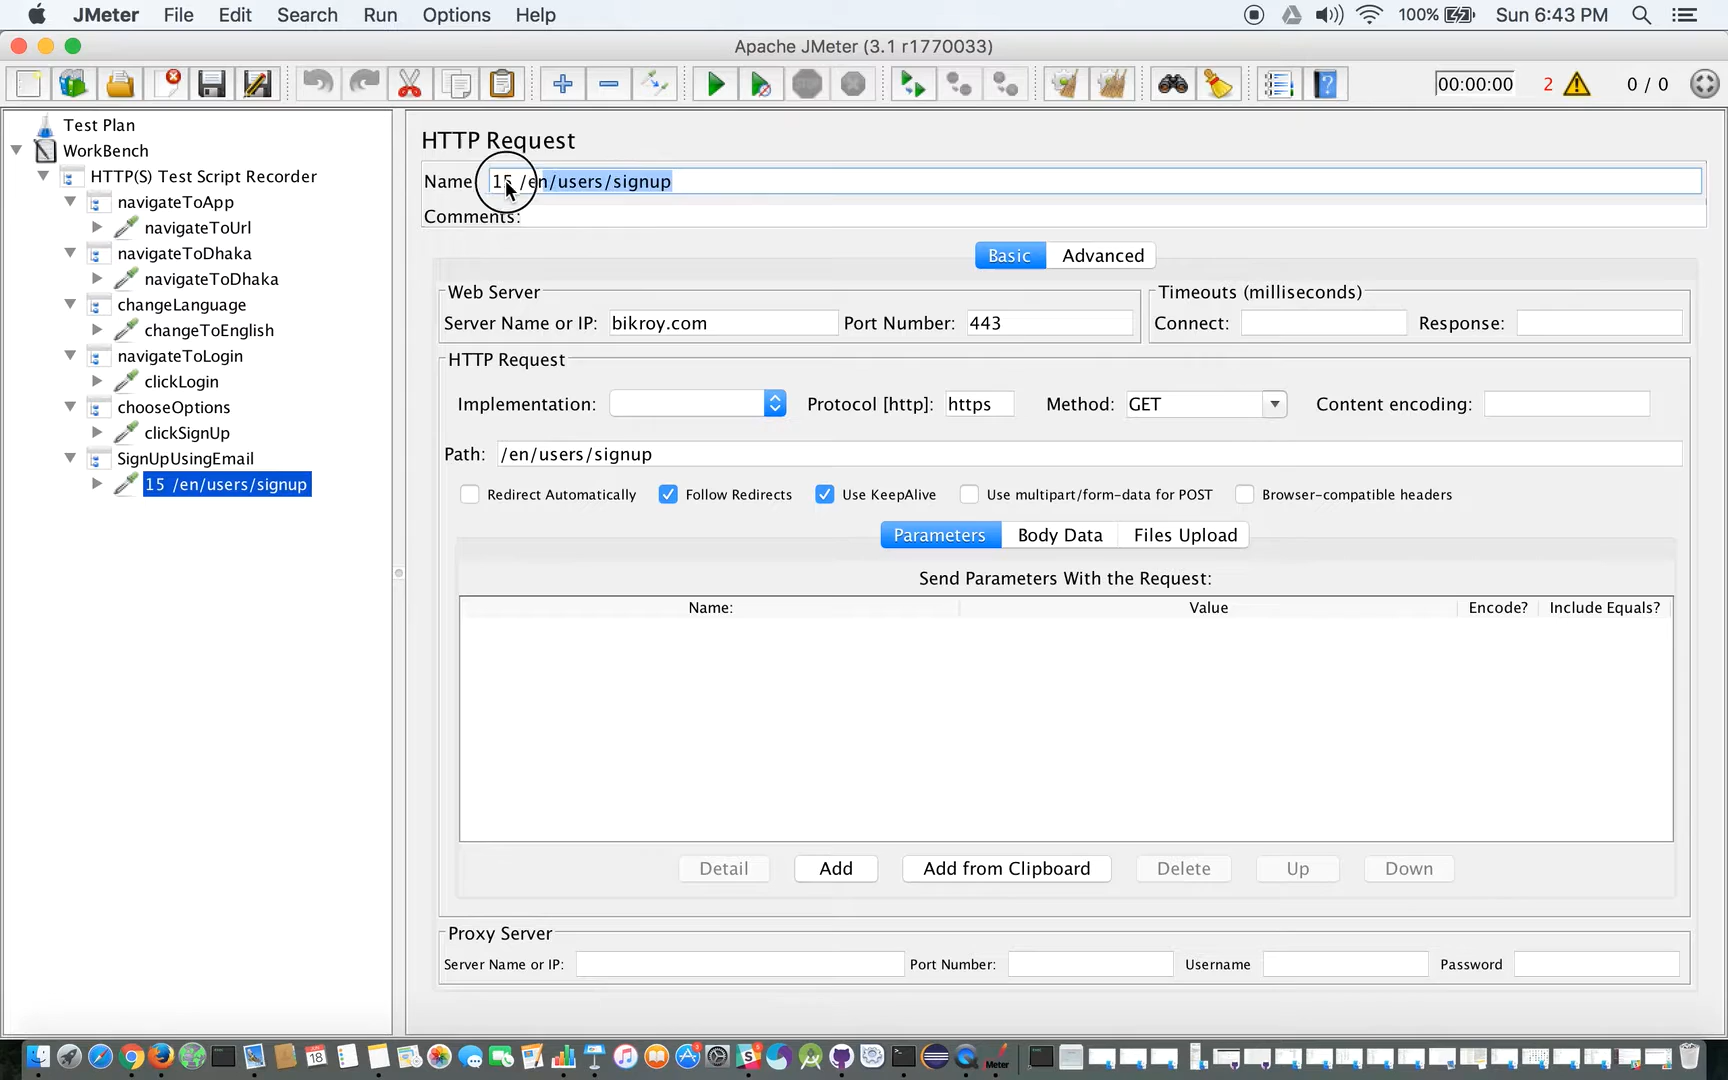 JMeter File Edit Search Run Options Help 100% Sun 6:43 PM
Apache JMeter (3.1 r1770033)
00:00:00 2 0 / 0
Test Plan
WorkBench
HTTP(S) Test Script Recorder
navigateToApp
navigateToUrl
navigateToDhaka
navigateToDhaka
changeLanguage
changeToEnglish
navigateToLogin
clickLogin
chooseOptions
clickSignUp
SignUpUsingEmail
15 /en/users/signup
HTTP Request
Name 15 /en/users/signup
Comments:
Basic Advanced
Web Server
Server Name or IP: bikroy.com Port Number: 443
Timeouts (milliseconds)
Connect: Response:
HTTP Request
Implementation: Protocol [http]: https Method: GET Content encoding:
Path: /en/users/signup
Redirect Automatically Follow Redirects Use KeepAlive Use multipart/form-data for POST Browser-compatible headers
Parameters Body Data Files Upload
Send Parameters With the Request:
Name: Value Encode? Include Equals?
Detail Add Add from Clipboard Delete Up Down
Proxy Server
Server Name or IP: Port Number: Username Password
18
Meter